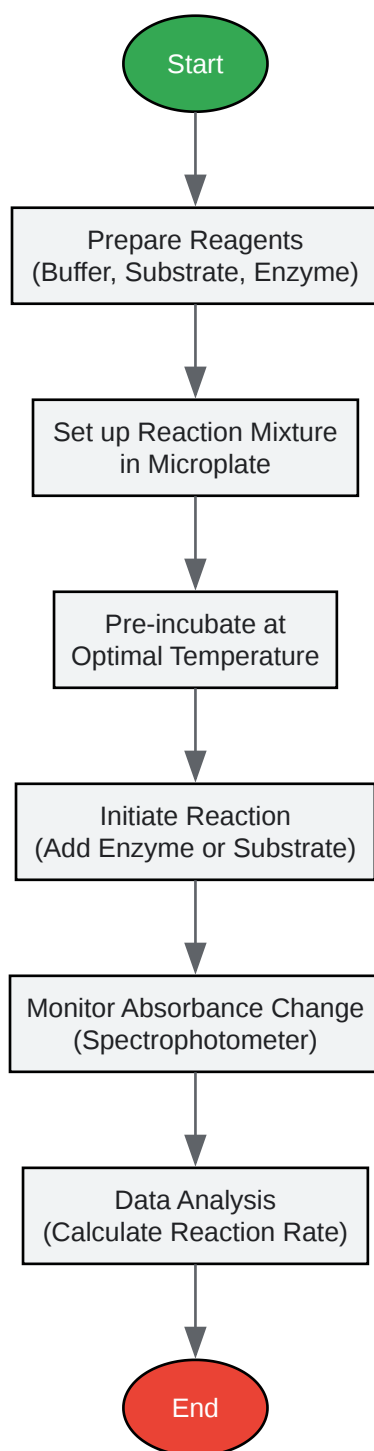 Start
Prepare Reagents
(Buffer, Substrate, Enzyme)
Set up Reaction Mixture
in Microplate
Pre-incubate at
Optimal Temperature
Initiate Reaction
(Add Enzyme or Substrate)
Monitor Absorbance Change
(Spectrophotometer)
Data Analysis
(Calculate Reaction Rate)
End